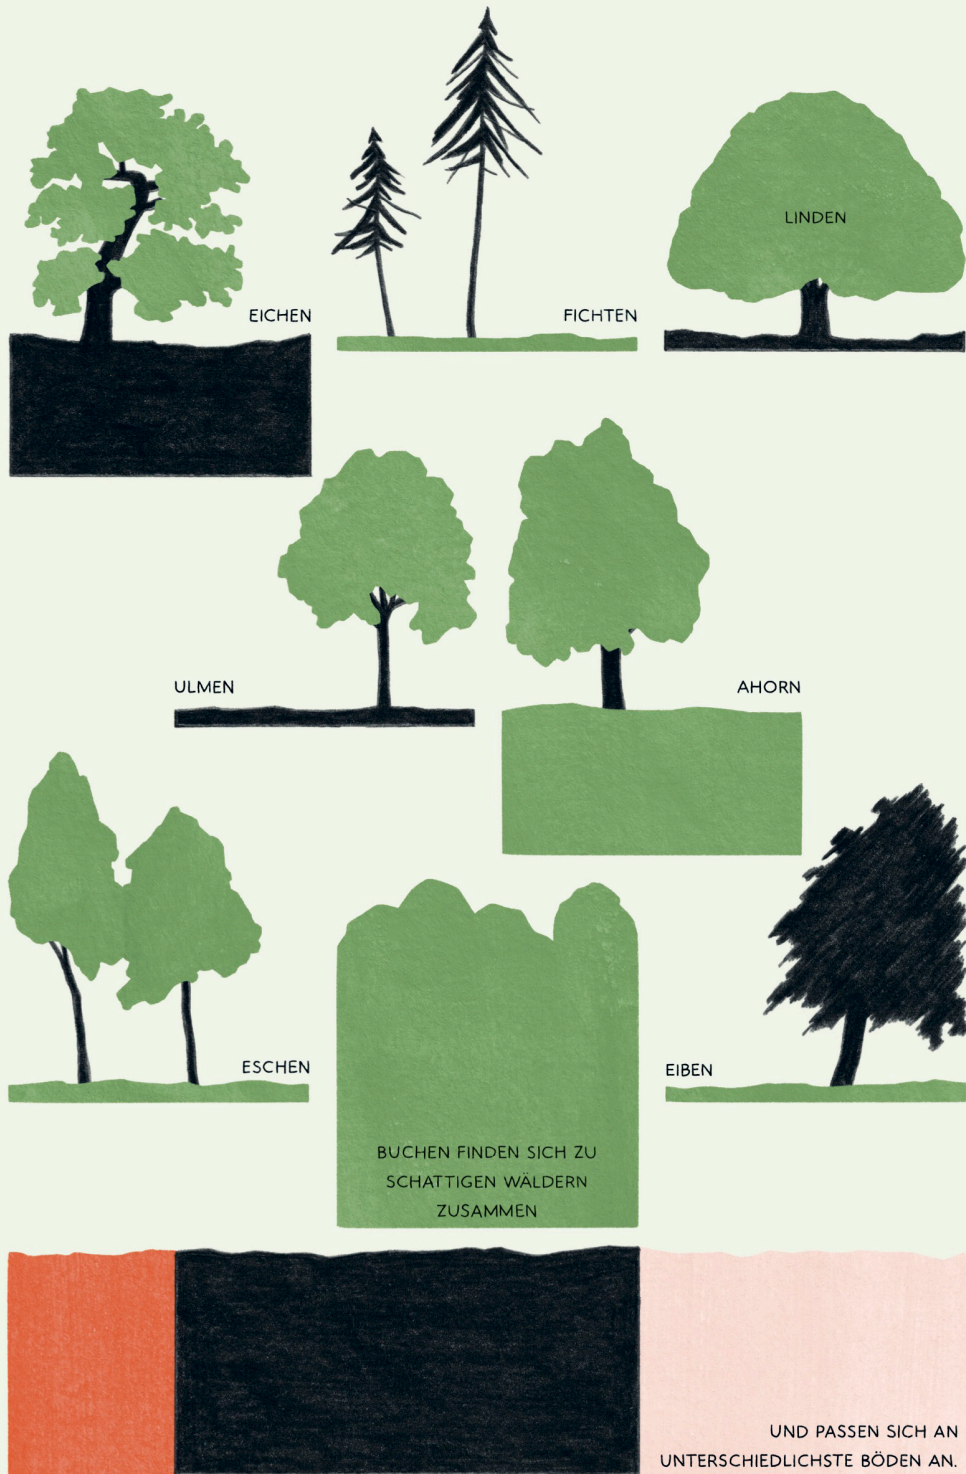 LINDEN
EICHEN
FICHTEN
ULMEN
AHORN
ESCHEN
EIBEN
BUCHEN FINDEN SICH ZU
SCHATTIGEN WÄLDERN
ZUSAMMEN
UND PASSEN SICH AN
UNTERSCHIEDLICHSTE BÖDEN AN.